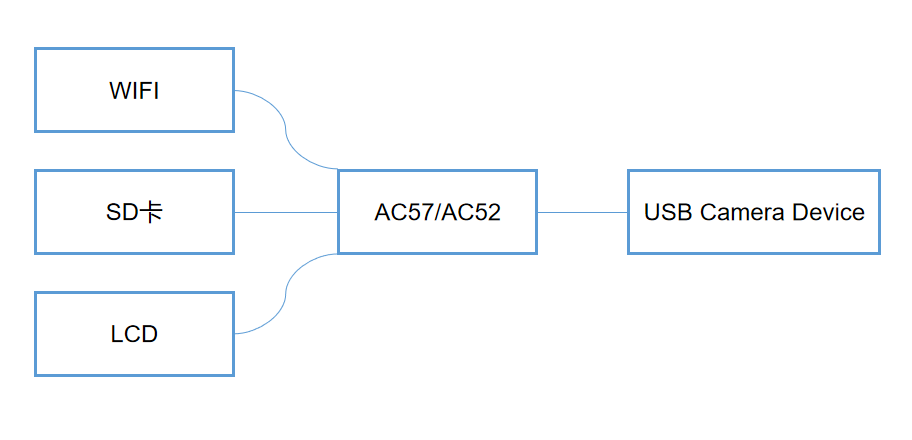 WIFI
SD卡
AC57/AC52
USB Camera Device
LCD